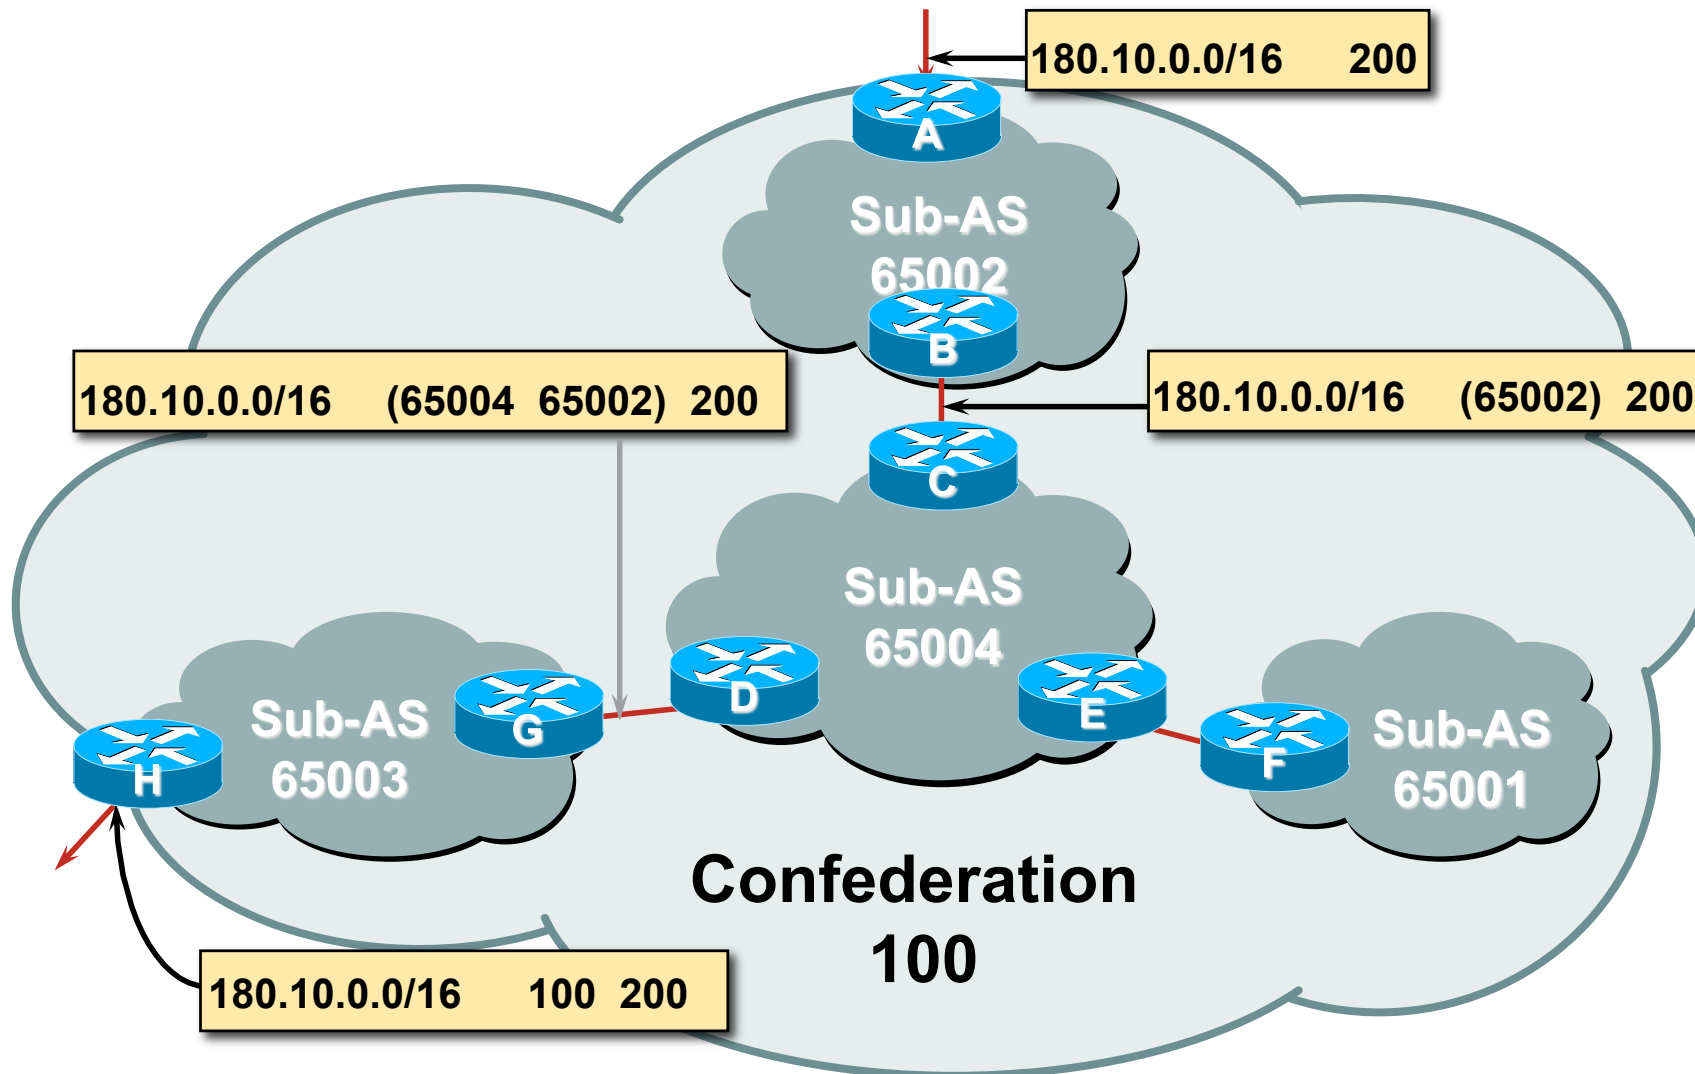 180.10.0.0/16 200
A
Sub-AS
65002
B
180.10.0.0/16 (65004 65002) 200
180.10.0.0/16 (65002) 200
C
Sub-AS
65004
D
E
G
F
H
Sub-AS
65003
Sub-AS
65001
Confederation
100
180.10.0.0/16 100 200